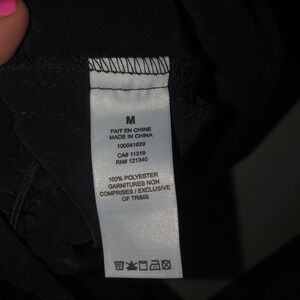 M
FAIT EN CHINE
MADE IN CHINA
100041629
CA# 11319
RN# 121340
100% POLYESTER
GARNITURES NON
COMPRISES / EXCLUSIVE
OF TRIMS